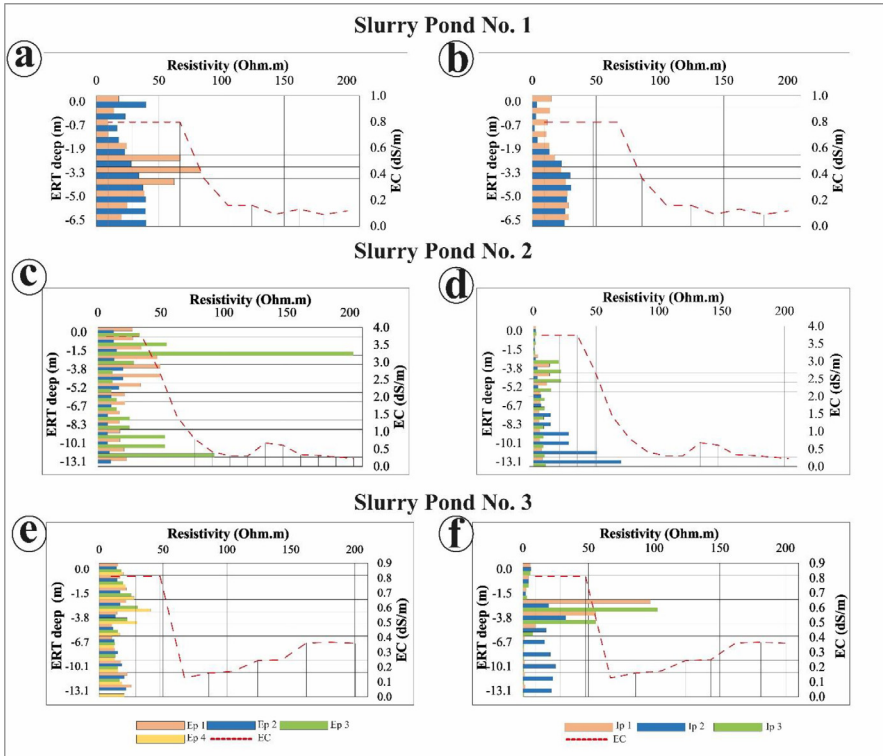 Slurry Pond No. 1
a
Resistivity (Ohm.m)
0 50 100 150 200
ERT deep (m)
0.0
-0.7
-1.9
-3.3
-5.0
-6.5
1.0
0.8
0.6
0.4
0.2
0.0
EC (dS/m)
b
Resistivity (Ohm.m)
0 50 100 150 200
ERT deep (m)
0.0
-0.7
-1.9
-3.3
-5.0
-6.5
1.0
0.8
0.6
0.4
0.2
0.0
EC (dS/m)
Slurry Pond No. 2
c
Resistivity (Ohm.m)
0 50 100 150 200
ERT deep (m)
0.0
-1.5
-3.8
-5.2
-6.7
-8.3
-10.1
-13.1
4.0
3.5
3.0
2.5
2.0
1.5
1.0
0.5
0.0
EC (dS/m)
d
Resistivity (Ohm.m)
0 50 100 150 200
ERT deep (m)
0.0
-1.5
-3.8
-5.2
-6.7
-8.3
-10.1
-13.1
4.0
3.5
3.0
2.5
2.0
1.5
1.0
0.5
0.0
EC (dS/m)
Slurry Pond No. 3
e
Resistivity (Ohm.m)
0 50 100 150 200
ERT deep (m)
0.0
-1.5
-3.8
-6.7
-10.1
-13.1
0.9
0.8
0.7
0.6
0.5
0.4
0.3
0.2
0.1
0.0
EC (dS/m)
f
Resistivity (Ohm.m)
0 50 100 150 200
ERT deep (m)
0.0
-1.5
-3.8
-6.7
-10.1
-13.1
0.9
0.8
0.7
0.6
0.5
0.4
0.3
0.2
0.1
0.0
EC (dS/m)
Ep 1 Ep 2 Ep 3
Ep 4 EC
Ip 1 Ip 2 Ip 3
EC